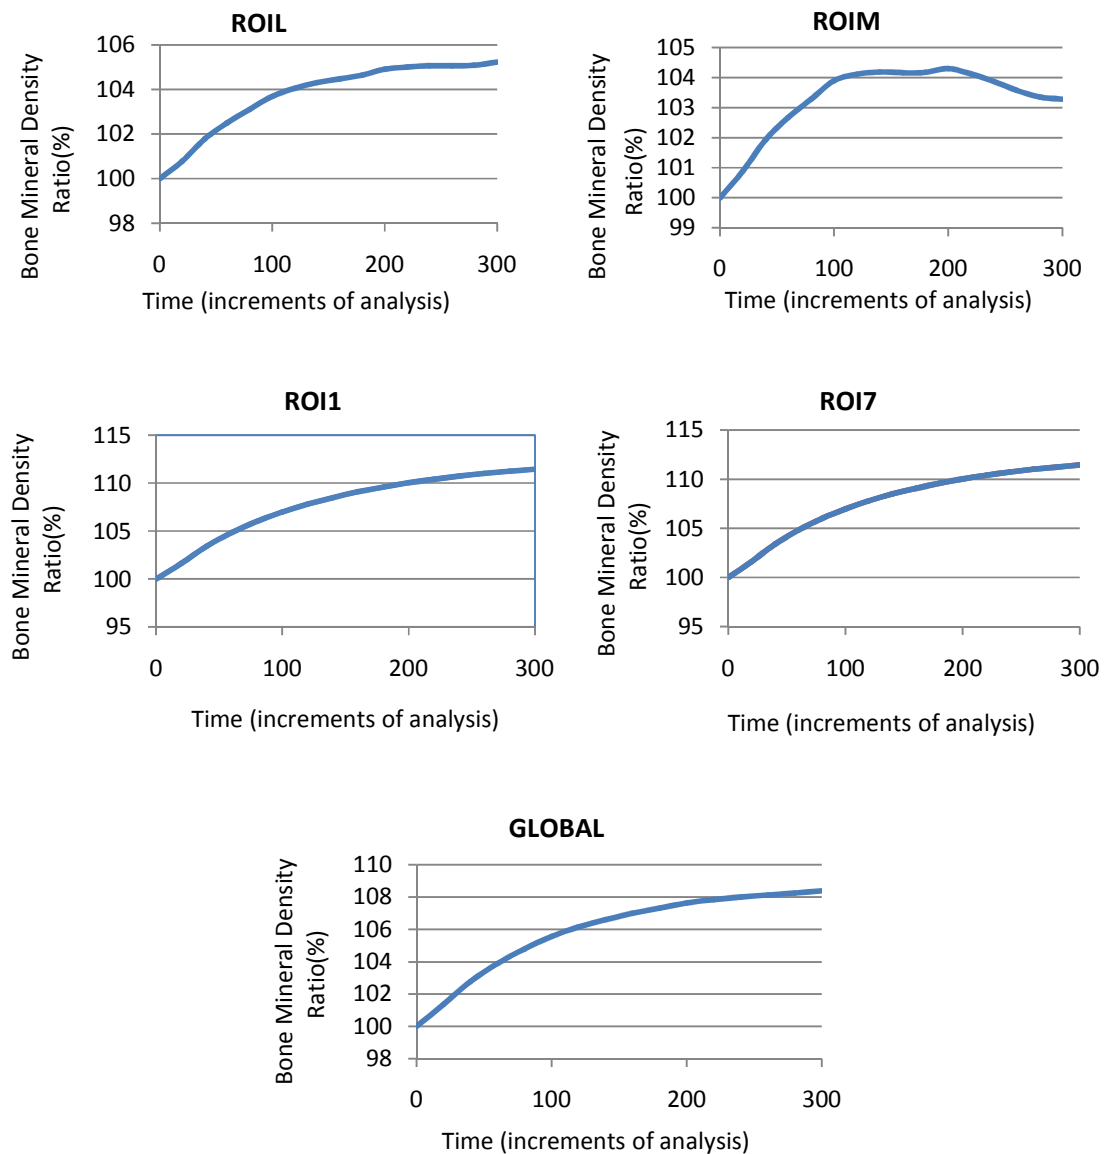 ROIL
Bone Mineral Density
Ratio(%)
106
104
102
100
98
0 100 200 300
Time (increments of analysis)
ROIM
Bone Mineral Density
Ratio(%)
105
104
103
102
101
100
99
0 100 200 300
Time (increments of analysis)
ROI1
Bone Mineral Density
Ratio(%)
115
110
105
100
95
0 100 200 300
Time (increments of analysis)
ROI7
Bone Mineral Density
Ratio(%)
115
110
105
100
95
0 100 200 300
Time (increments of analysis)
GLOBAL
Bone Mineral Density
Ratio(%)
110
108
106
104
102
100
98
0 100 200 300
Time (increments of analysis)